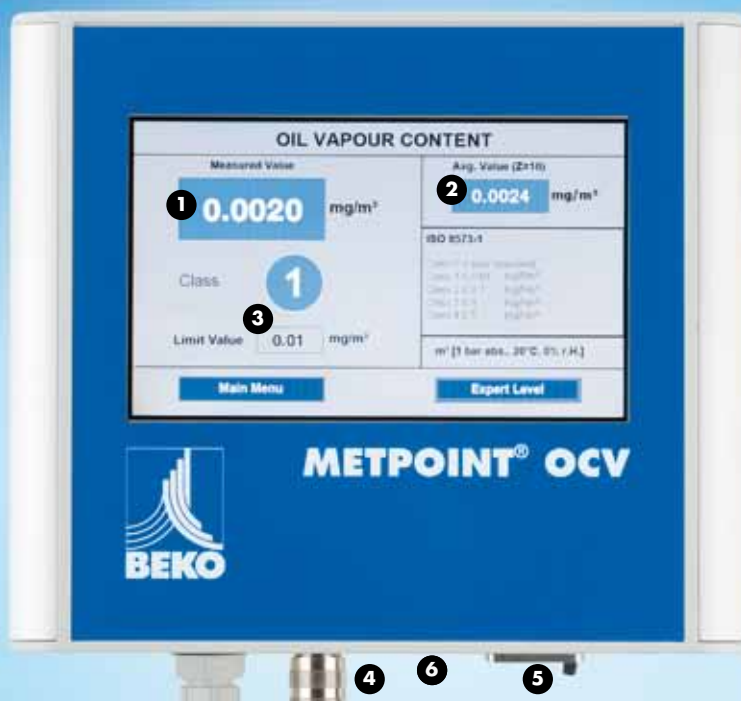 OIL VAPOUR CONTENT
Measured Value
1
0.0020 mg/m³
Class 1
3
Limit Value 0.01 mg/m³
Avg. Value (Z=10)
2
0.0024 mg/m³
ISO 8573-1
m³ [1 bar abs., 20°C, 0% r.H.]
Main Menu
Expert Level
METPOINT® OCV
BEKO
4
6
5